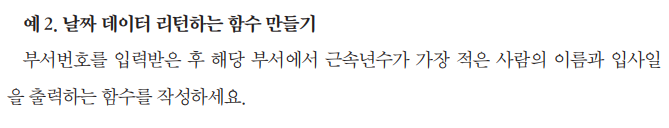 예 2. 날짜 데이터 리턴하는 함수 만들기
부서번호를 입력받은 후 해당 부서에서 근속년수가 가장 적은 사람의 이름과 입사일
을 출력하는 함수를 작성하세요.